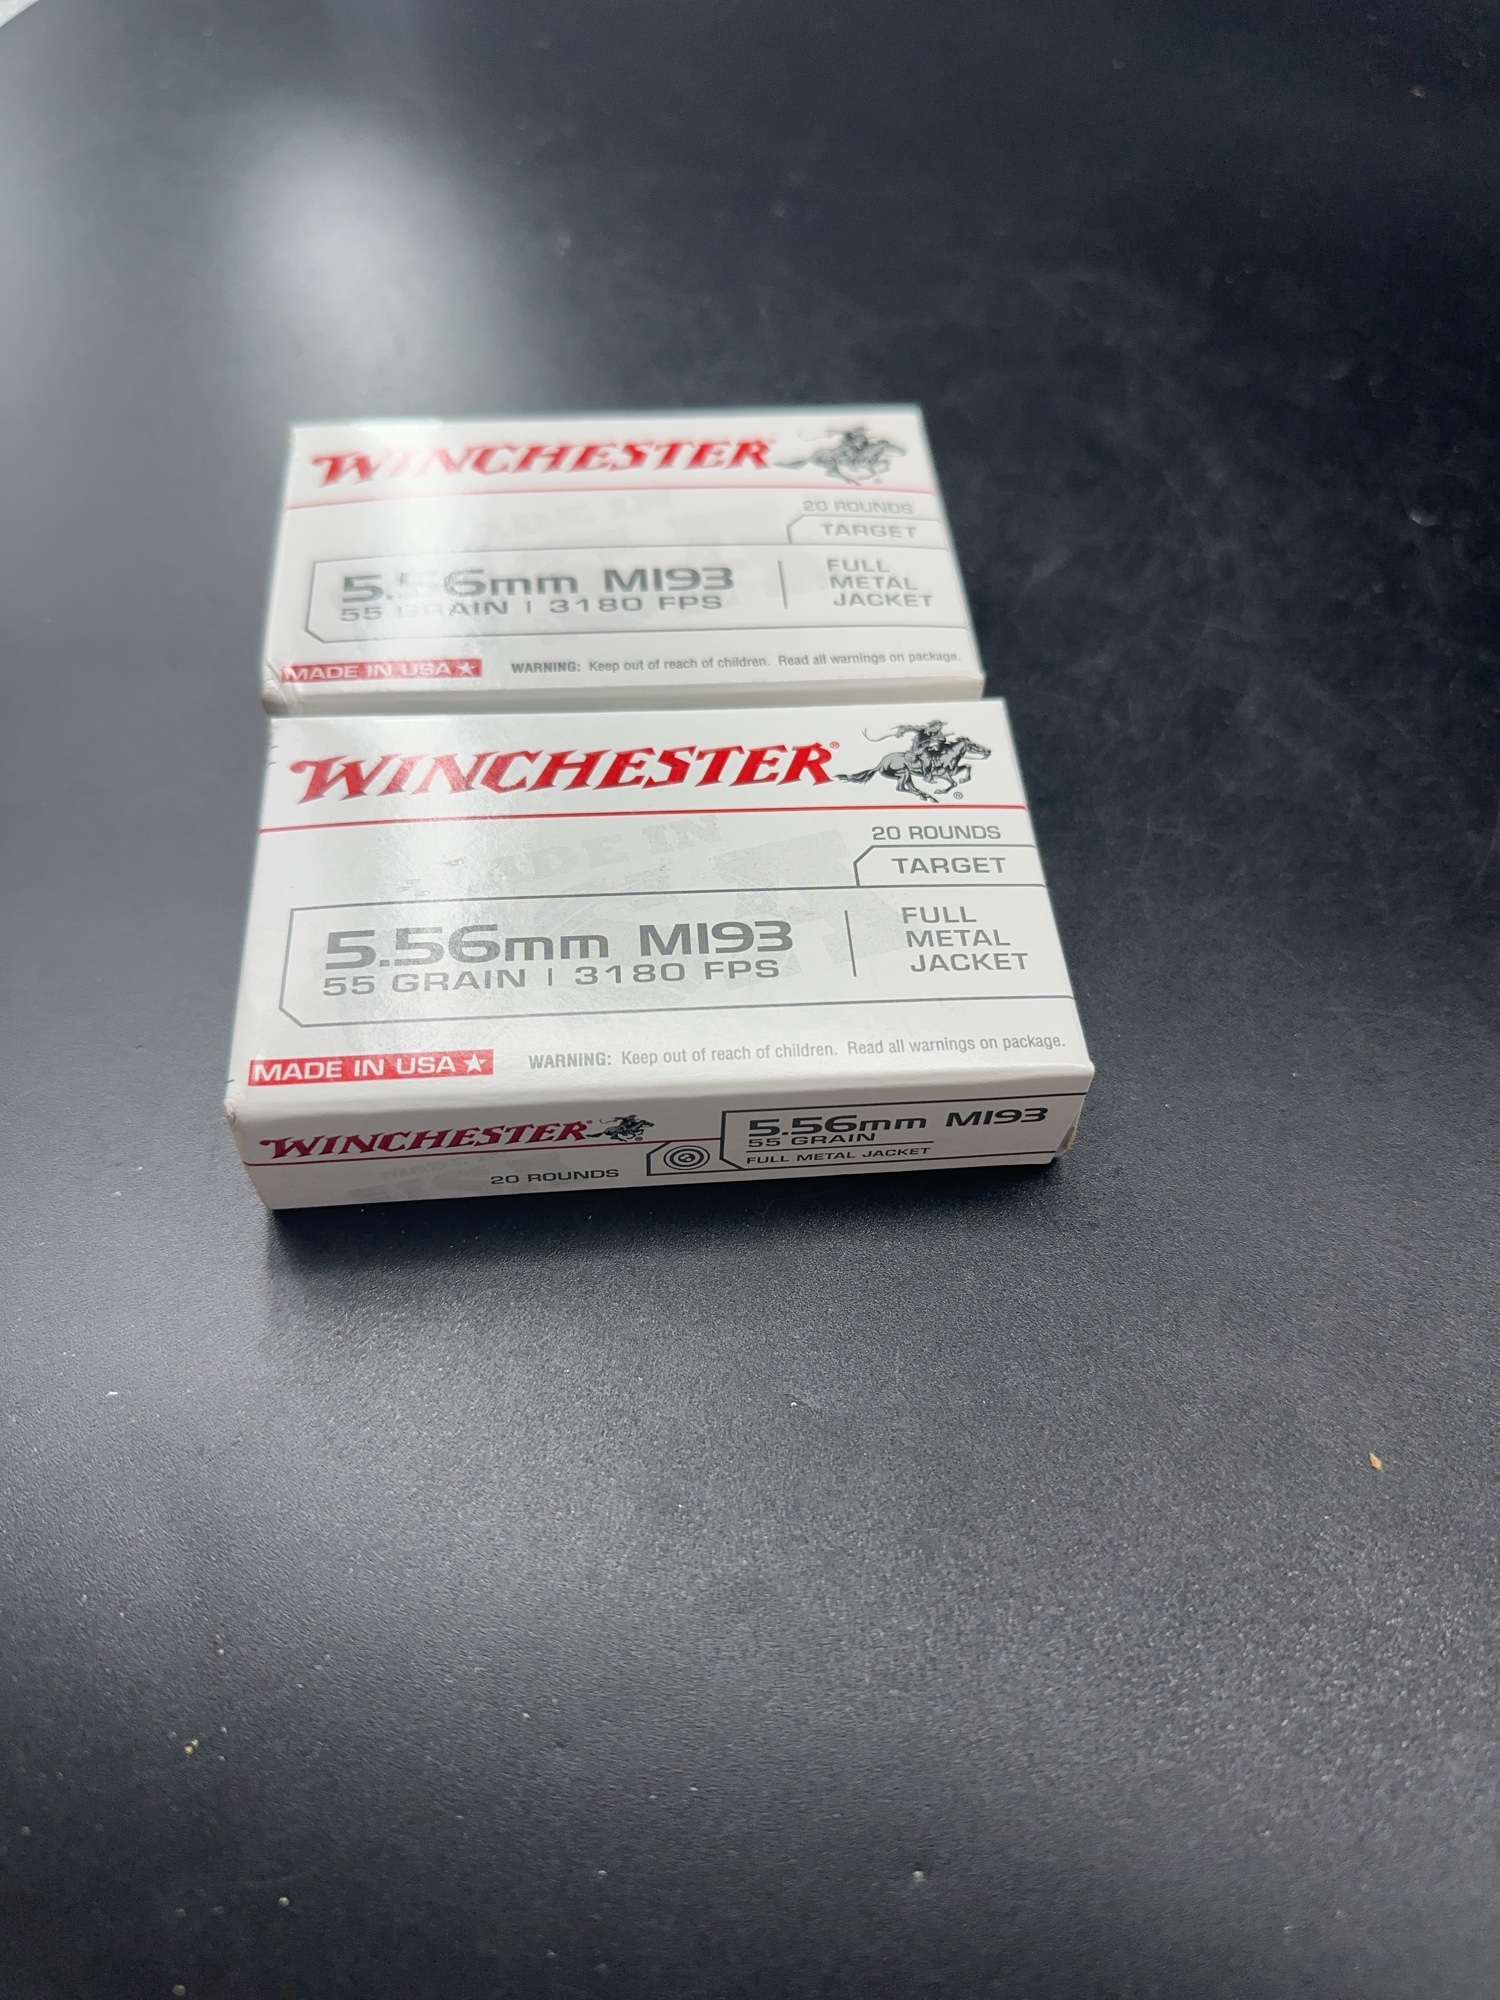 WINCHESTER
20 ROUNDS
TARGET
5.56mm M193
55 GRAIN | 3180 FPS
FULL
METAL
JACKET
MADE IN USA
WARNING: Keep out of reach of children. Read all warnings on package.
WINCHESTER®
®
MADE IN
20 ROUNDS
TARGET
5.56mm M193
55 GRAIN | 3180 FPS
FULL
METAL
JACKET
MADE IN USA
WARNING: Keep out of reach of children. Read all warnings on package.
WINCHESTER
20 ROUNDS
5.56mm M193
55 GRAIN
FULL METAL JACKET